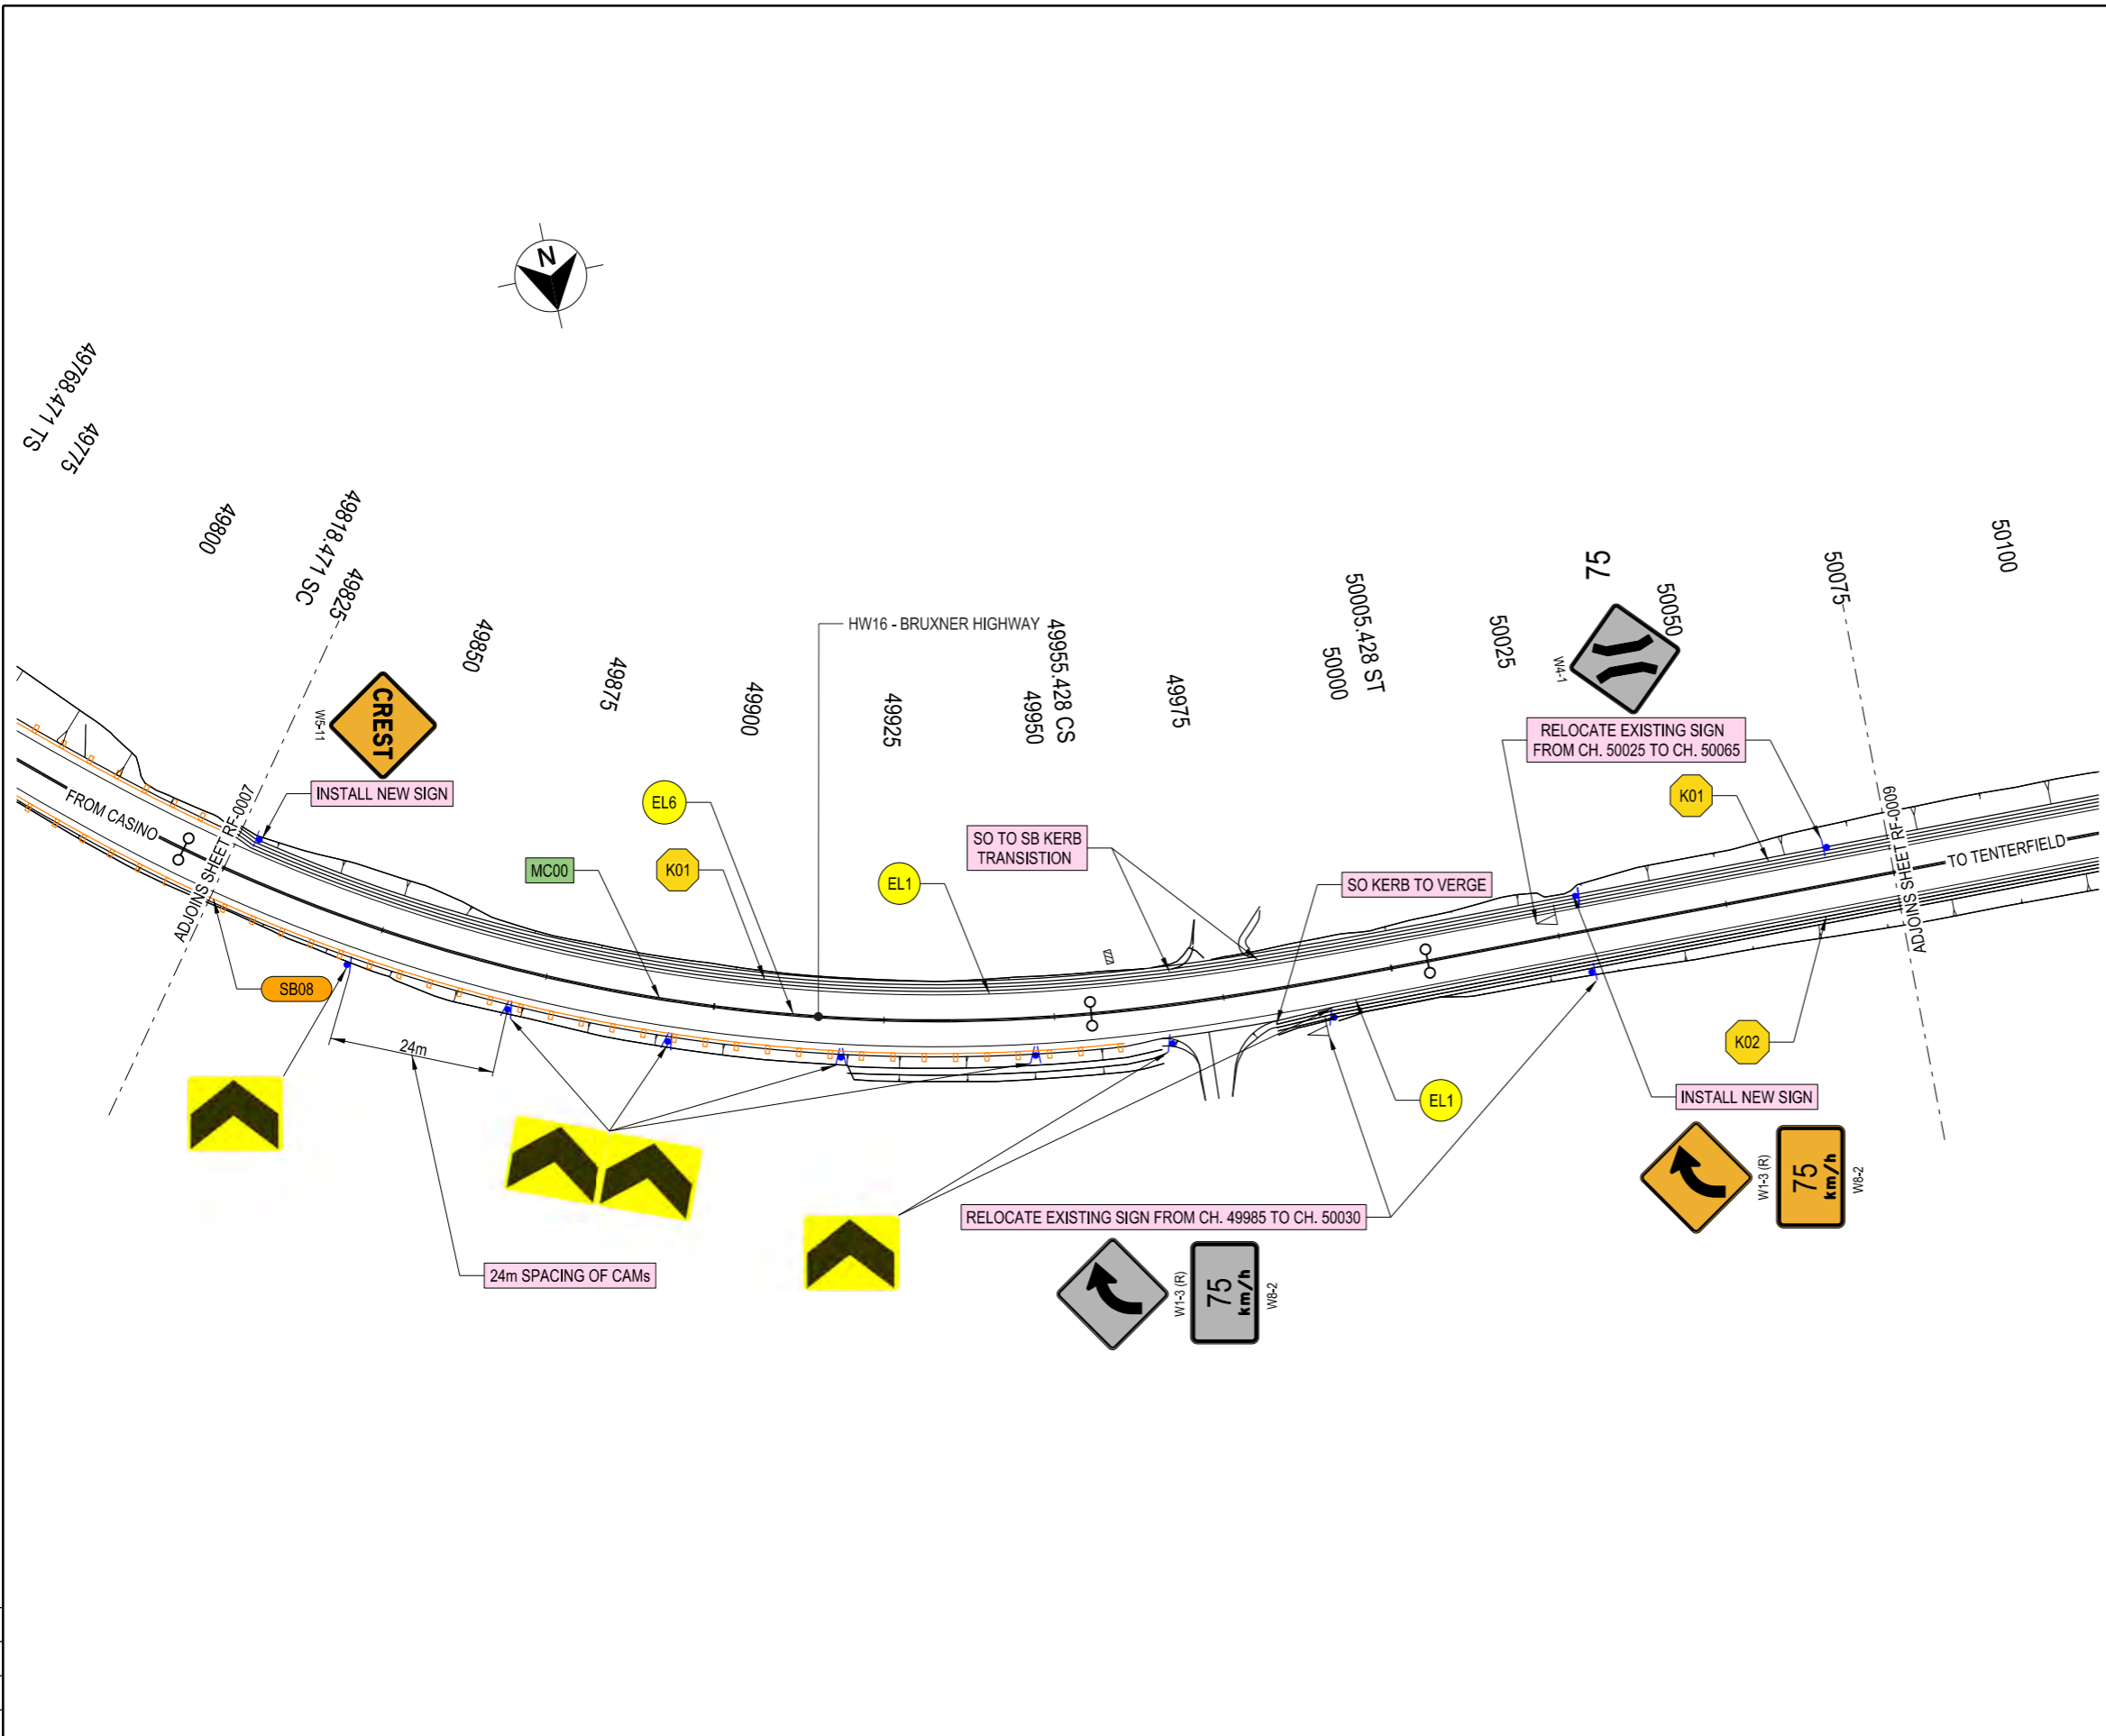 N
49768.471 TS
49775
49800
49818.471 SC
49825
49850
49875
49900
49925
49955.428 CS
49950
49975
50005.428 ST
50000
50025
75
50050
50075
50100
HW16 - BRUXNER HIGHWAY
W4-1
CREST
W5-11
INSTALL NEW SIGN
RELOCATE EXISTING SIGN
FROM CH. 50025 TO CH. 50065
EL6
K01
FROM CASINO
ADJOINS SHEET RF-0007
MC00
K01
EL1
SO TO SB KERB
TRANSISTION
SO KERB TO VERGE
ADJOINS SHEET RF-0009
TO TENTERFIELD
SB08
24m
K02
EL1
INSTALL NEW SIGN
W1-3 (R)
75
km/h
W8-2
RELOCATE EXISTING SIGN FROM CH. 49985 TO CH. 50030
24m SPACING OF CAMs
W1-3 (R)
75
km/h
W8-2